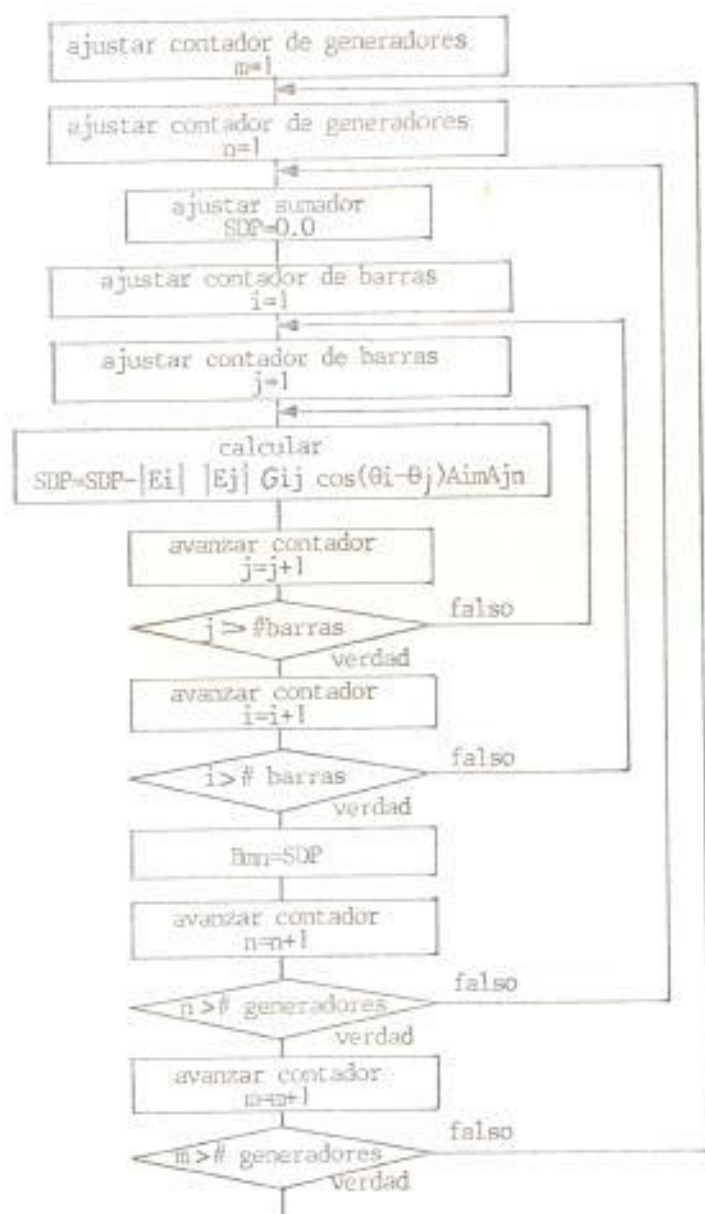 ajustar contador de generadores
m=1
ajustar contador de generadores
n=1
ajustar sumador
SDP=0.0
ajustar contador de barras
i=1
ajustar contador de barras
j=1
calcular
SDP=SDP-|Ei| |Ej| Gij cos(θi-θj)AimAjn
avanzar contador
j=j+1
falso
j > #barras
verdad
avanzar contador
i=i+1
falso
i># barras
verdad
Bmn=SDP
avanzar contador
n=n+1
falso
n># generadores
verdad
avanzar contador
m=m+1
falso
m># generadores
verdad